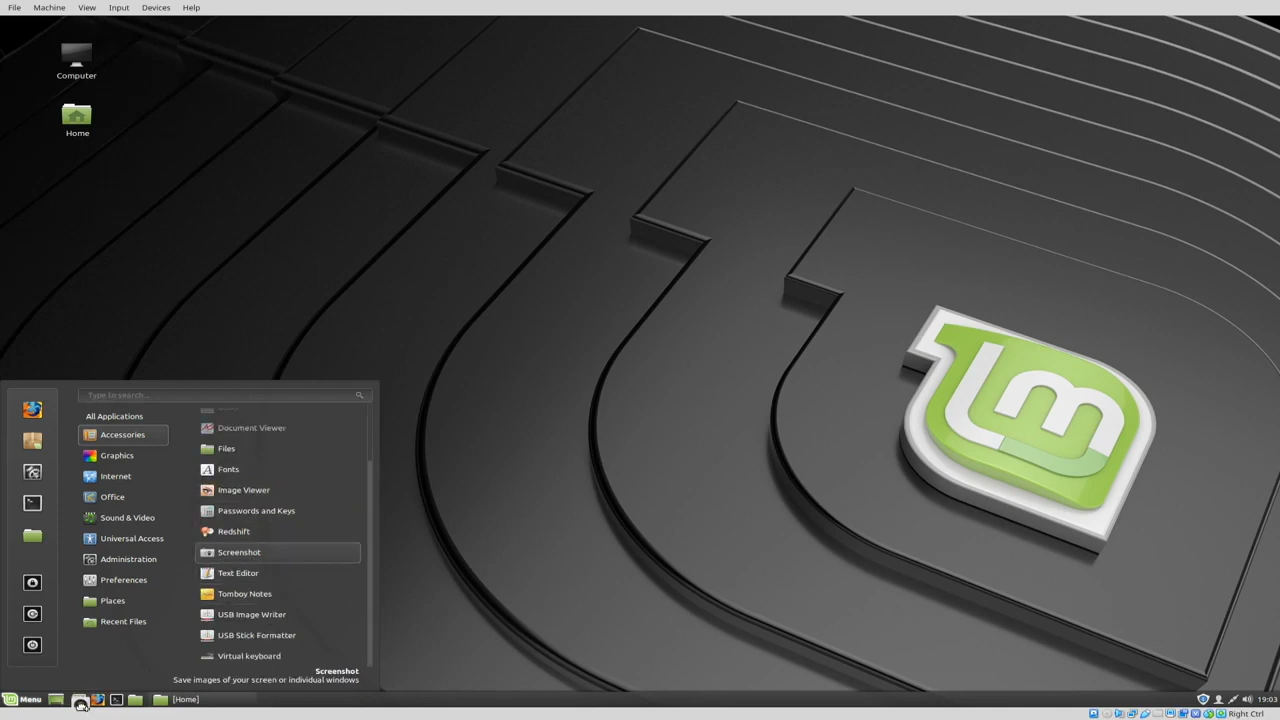 File Machine View Input Devices Help
Computer
Home
Type to search...
All Applications
Accessories
Graphics
Internet
Office
Sound & Video
Universal Access
Administration
Preferences
Places
Recent Files
Document Viewer
Files
Fonts
Image Viewer
Passwords and Keys
Redshift
Screenshot
Text Editor
Tomboy Notes
USB Image Writer
USB Stick Formatter
Virtual keyboard
Screenshot
Save images of your screen or individual windows
Menu [Home] 19:03
Right Ctrl